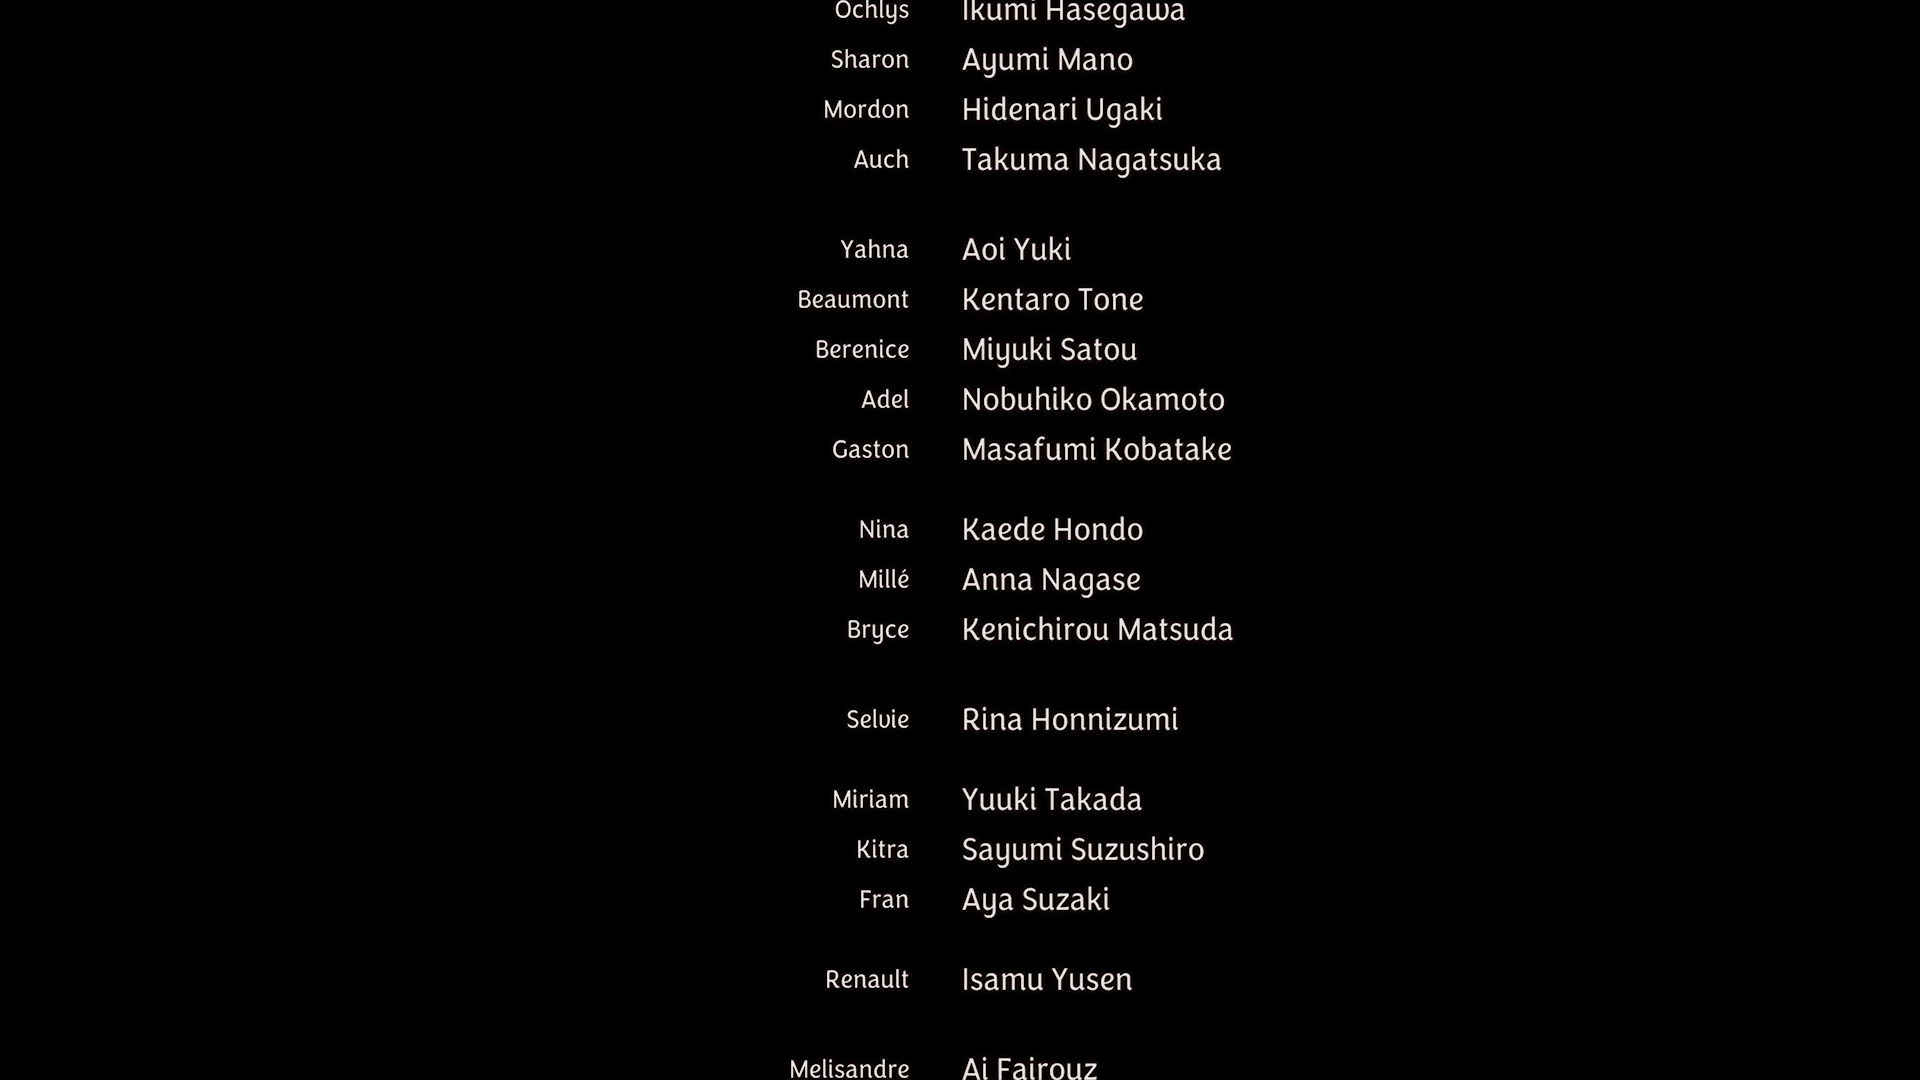 Ochlys Ikumi Hasegawa
Sharon Ayumi Mano
Mordon Hidenari Ugaki
Auch Takuma Nagatsuka
Yahna Aoi Yuki
Beaumont Kentaro Tone
Berenice Miyuki Satou
Adel Nobuhiko Okamoto
Gaston Masafumi Kobatake
Nina Kaede Hondo
Millé Anna Nagase
Bryce Kenichirou Matsuda
Selvie Rina Honnizumi
Miriam Yuuki Takada
Kitra Sayumi Suzushiro
Fran Aya Suzaki
Renault Isamu Yusen
Melisandre Ai Fairouz